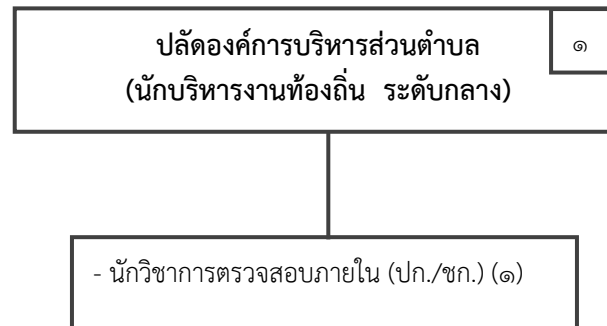 ปลัดองค์การบริหารส่วนตำบล
๑
(นักบริหารงานท้องถิ่น ระดับกลาง)
- นักวิชาการตรวจสอบภายใน (ปก./ชก.) (๑)